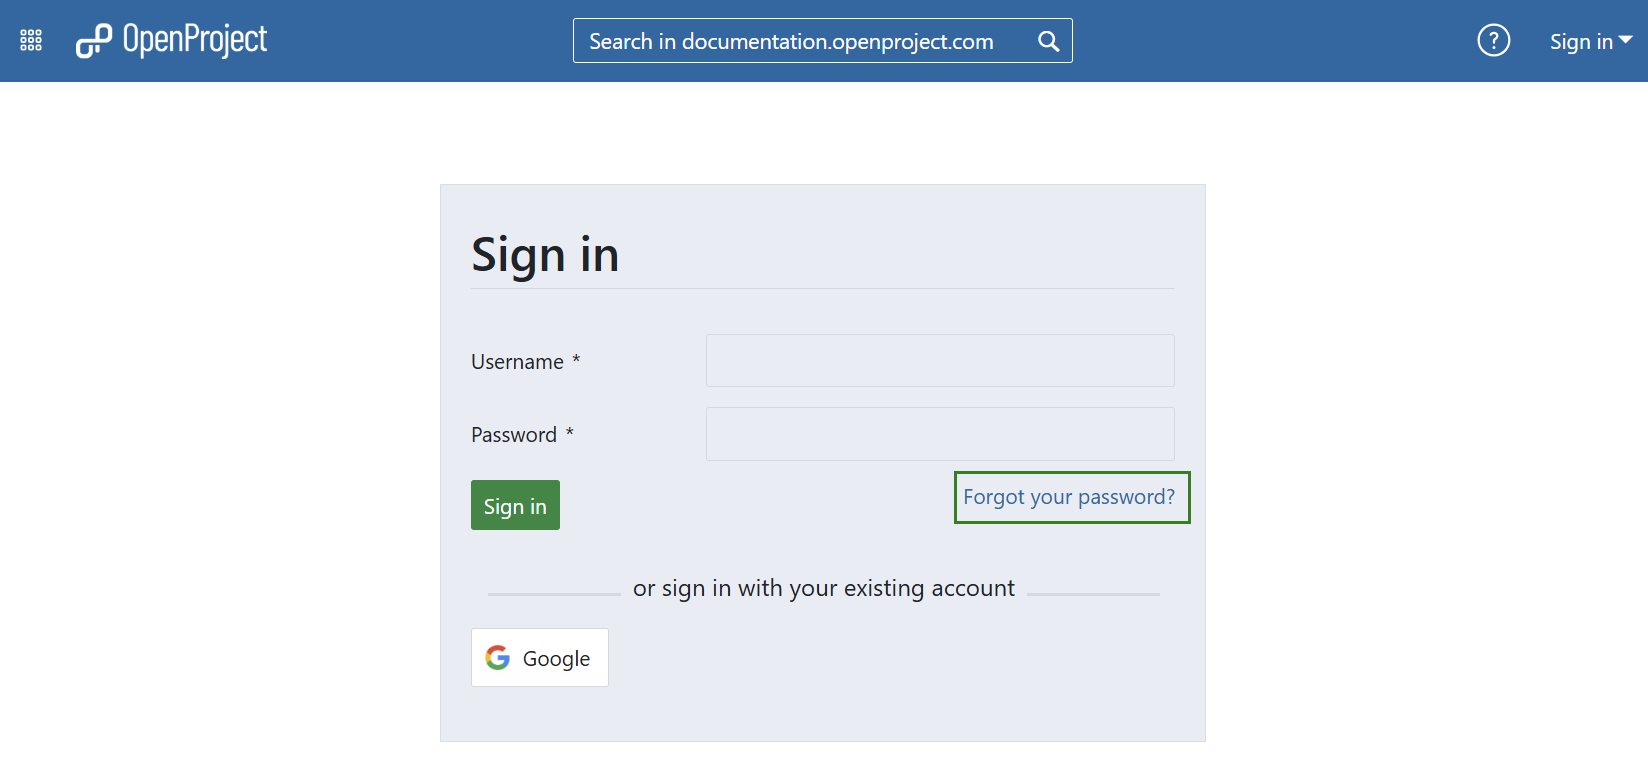 OpenProject
Search in documentation.openproject.com
?
Sign in
Sign in
Username *
Password *
Forgot your password?
Sign in
or sign in with your existing account
Google